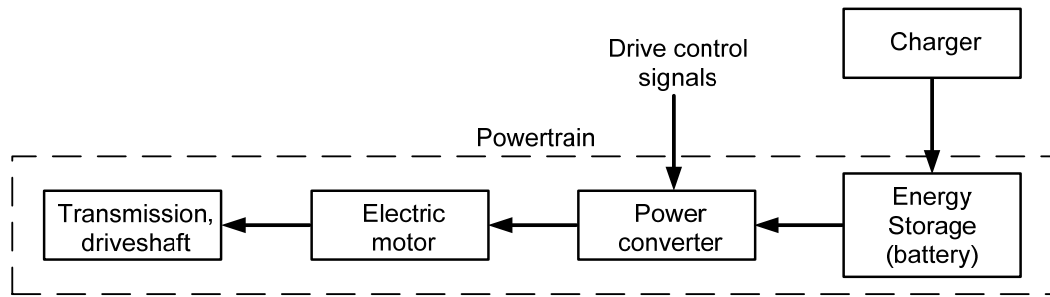 Charger
Drive control
signals
Powertrain
Transmission,
driveshaft
Electric
motor
Power
converter
Energy
Storage
(battery)